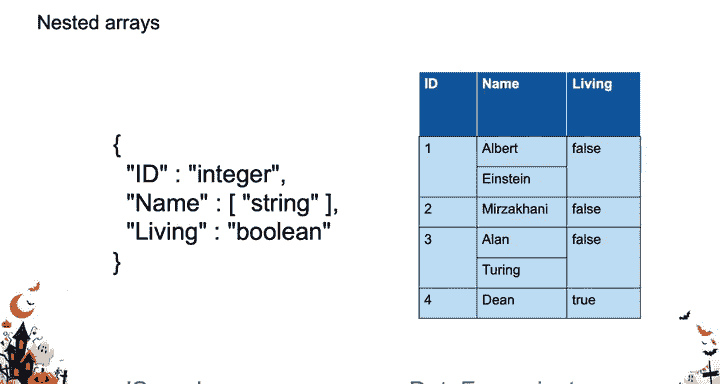 Nested arrays
{
"ID" : "integer",
"Name" : [ "string" ],
"Living" : "boolean"
}
ID Name Living
1 Albert false
Einstein
2 Mirzakhani false
3 Alan false
Turing
4 Dean true